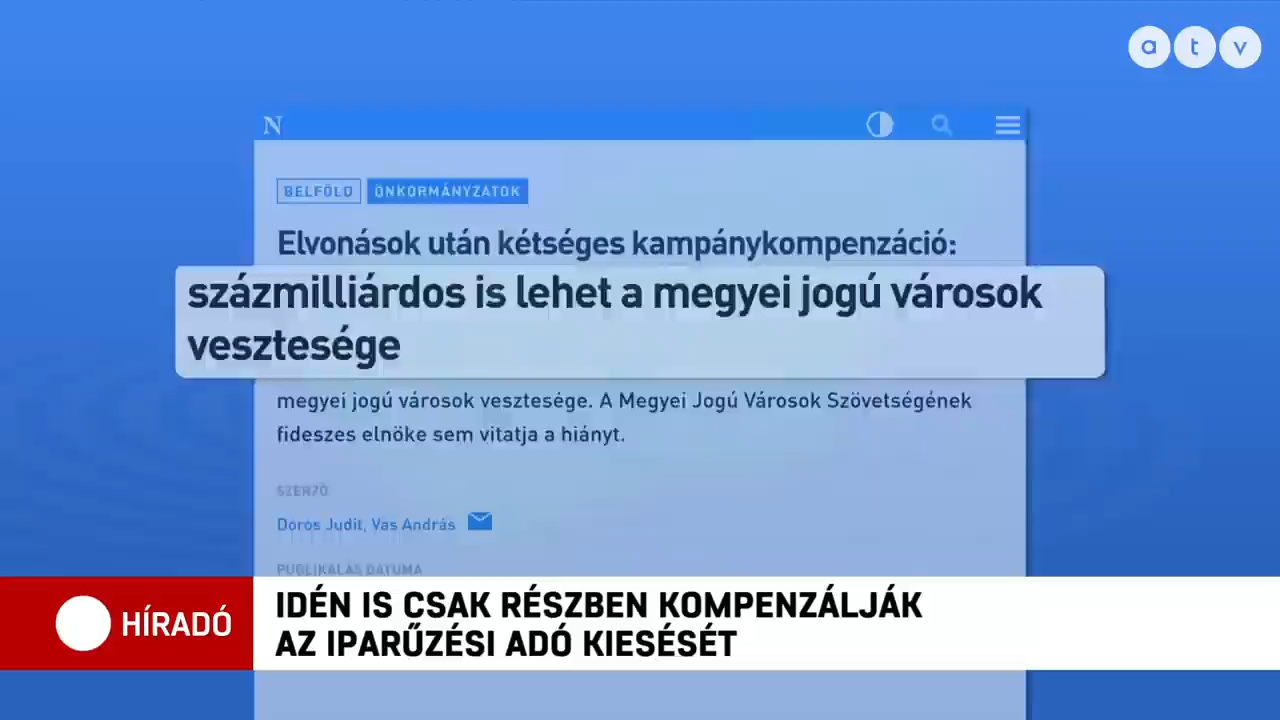 atv
N
BELFÖLD ÖNKORMÁNYZATOK
Elvonások után kétséges kampánykompenzáció:
százmilliárdos is lehet a megyei jogú városok
vesztesége
megyei jogú városok vesztesége. A Megyei Jogú Városok Szövetségének
fideszes elnöke sem vitatja a hiányt.
SZERZŐ
Doros Judit, Vas András
PUBLIKÁLÁS DÁTUMA
HÍRADÓ
IDÉN IS CSAK RÉSZBEN KOMPENZÁLJÁK
AZ IPARŰZÉSI ADÓ KIESÉSÉT